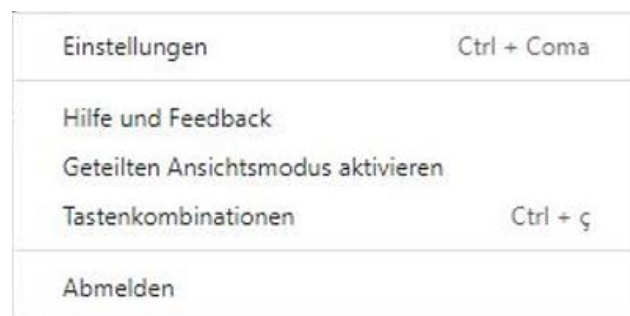 Einstellungen Ctrl + Coma
Hilfe und Feedback
Geteilten Ansichtsmodus aktivieren
Tastenkombinationen Ctrl + ç
Abmelden